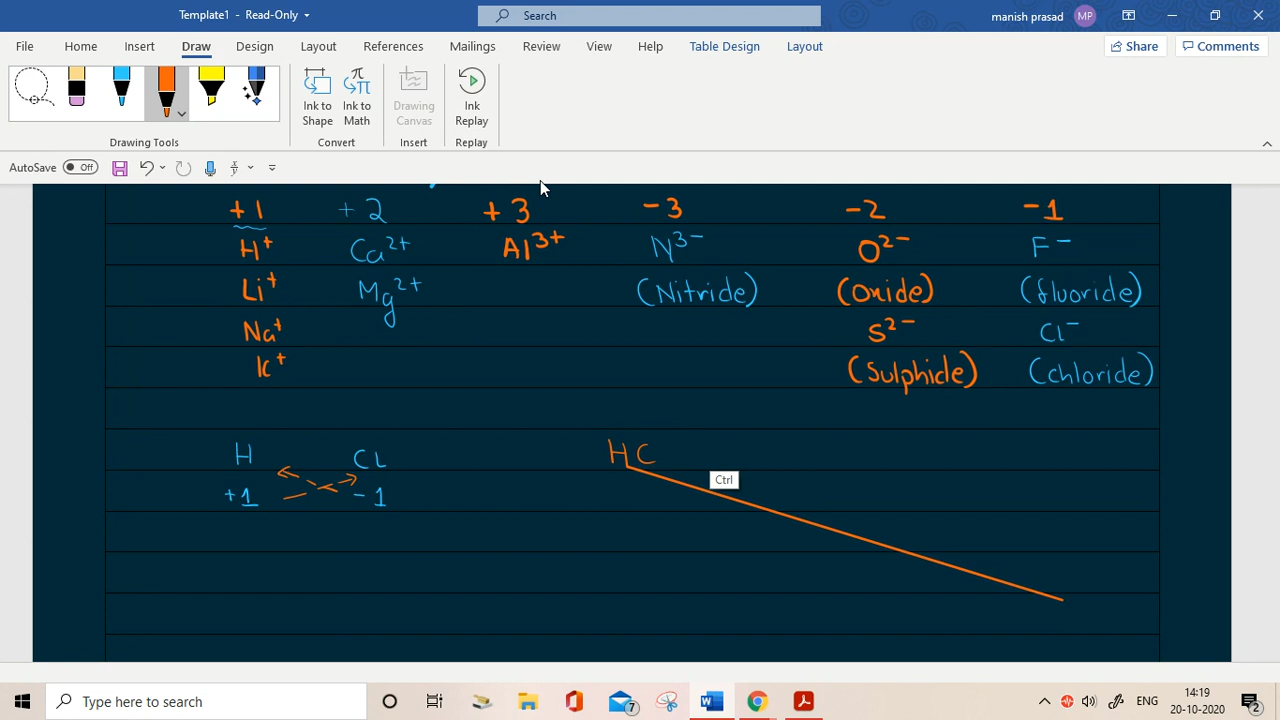 Template1 - Read-Only
Search
manish prasad MP
File Home Insert Draw Design Layout References Mailings Review View Help Table Design Layout Share Comments
Ink to Shape
Ink to Math
Drawing Canvas
Ink Replay
Drawing Tools Convert Insert Replay
AutoSave Off
+1 +2 +3 -3 -2 -1
H⁺ Ca²⁺ Al³⁺ N³⁻ O²⁻ F⁻
Li⁺ Mg²⁺ (Nitride) (Oxide) (fluoride)
Na⁺ S²⁻ Cl⁻
K⁺ (Sulphide) (chloride)
H CL HC
Ctrl
+1 -1
Type here to search
7
ENG
14:19
20-10-2020
2